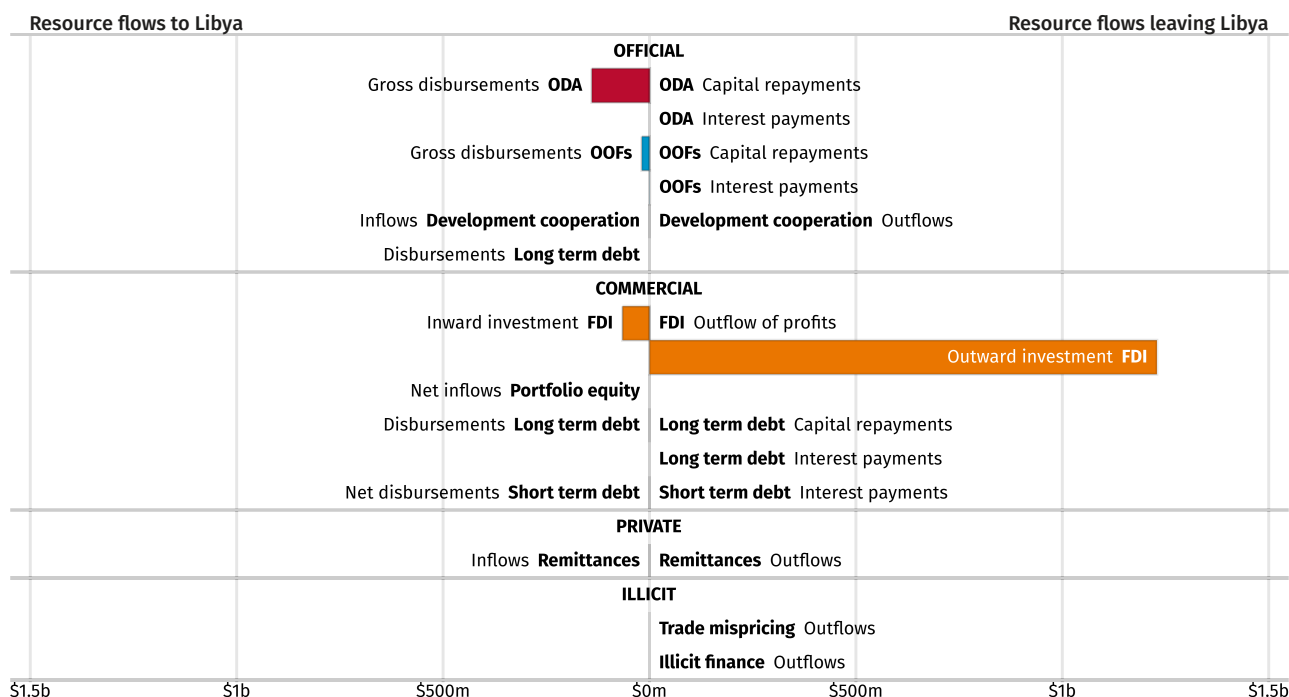 Resource flows to Libya Resource flows leaving Libya
OFFICIAL
Gross disbursements ODA ODA Capital repayments
ODA Interest payments
Gross disbursements OOFs OOFs Capital repayments
OOFs Interest payments
Inflows Development cooperation Development cooperation Outflows
Disbursements Long term debt
COMMERCIAL
Inward investment FDI FDI Outflow of profits
Outward investment FDI
Net inflows Portfolio equity
Disbursements Long term debt Long term debt Capital repayments
Long term debt Interest payments
Net disbursements Short term debt Short term debt Interest payments
PRIVATE
Inflows Remittances Remittances Outflows
ILLICIT
Trade mispricing Outflows
Illicit finance Outflows
$1.5b $1b $500m $0m $500m $1b $1.5b